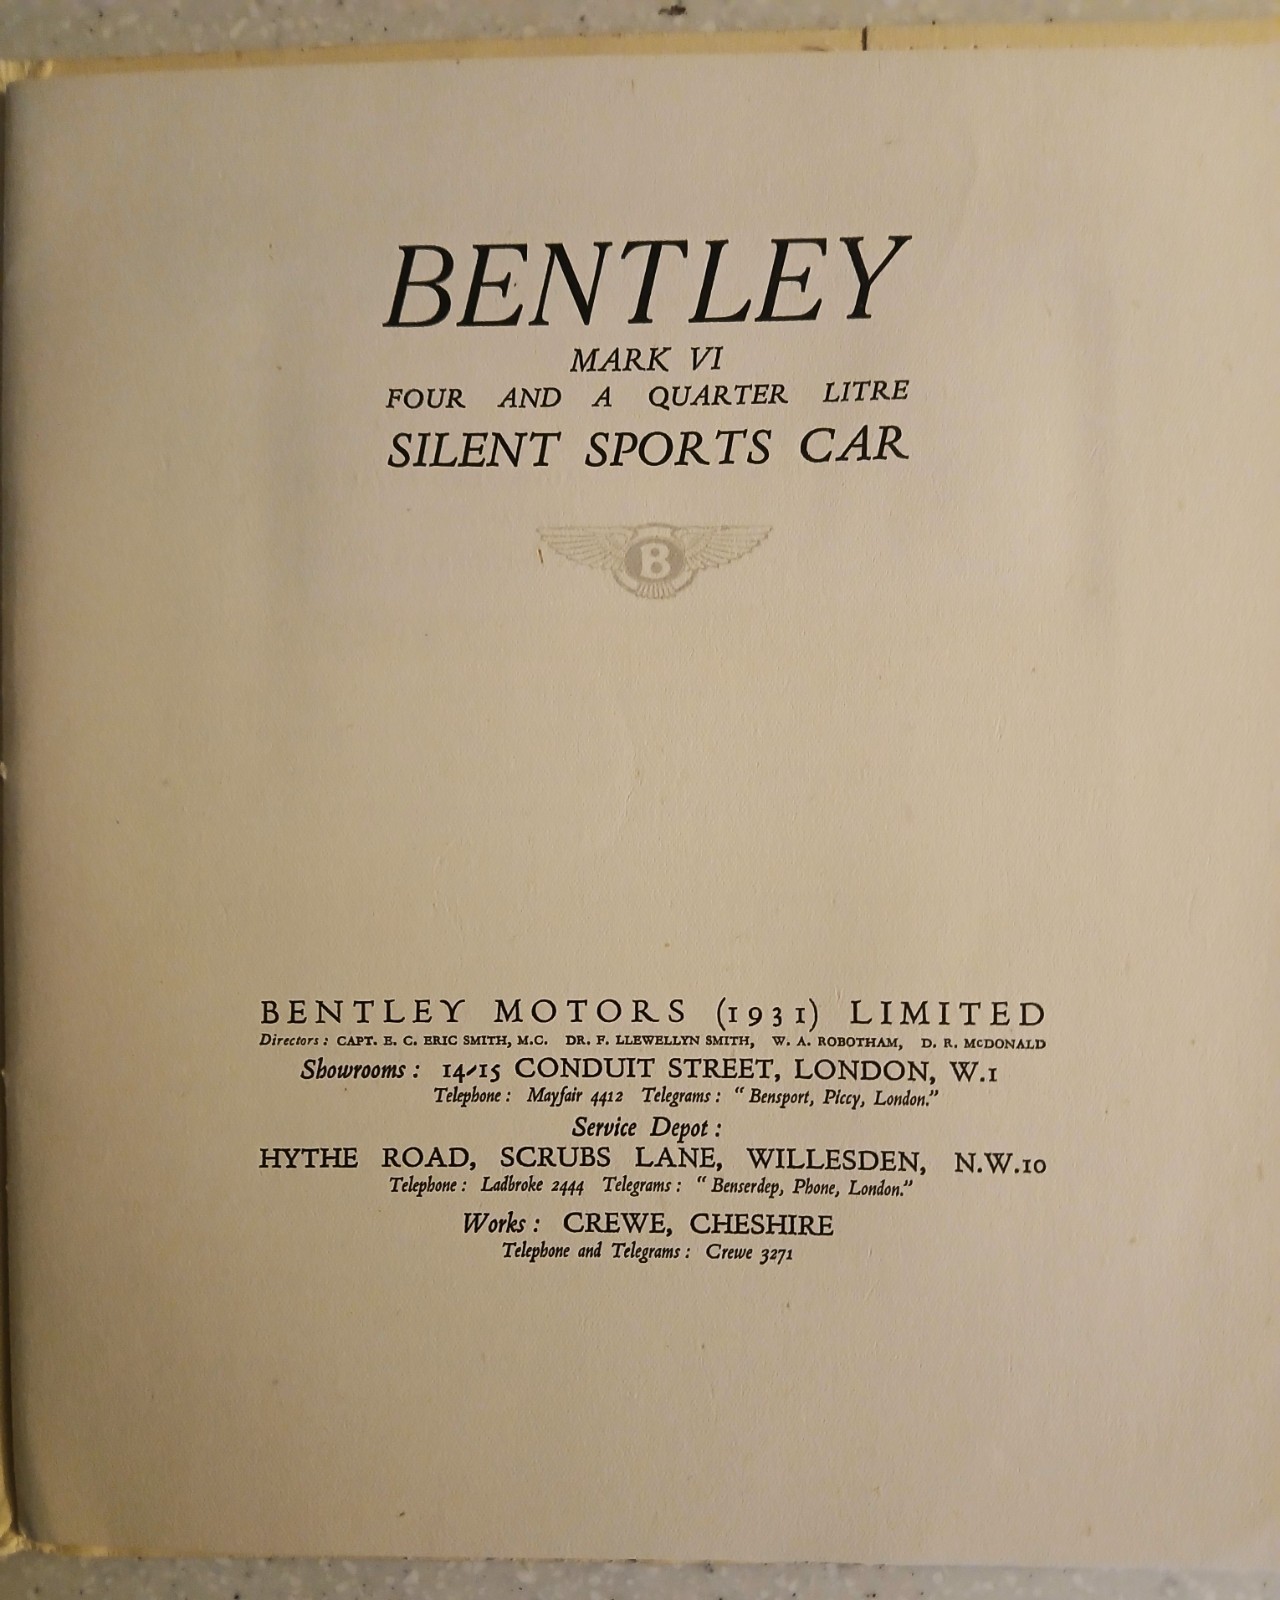 BENTLEY
MARK VI
FOUR AND A QUARTER LITRE
SILENT SPORTS CAR
B
BENTLEY MOTORS (1931) LIMITED
Directors: CAPT. E. C. ERIC SMITH, M.C. DR. F. LLEWELLYN SMITH, W. A. ROBOTHAM, D. R. McDONALD
Showrooms: 14-15 CONDUIT STREET, LONDON, W.1
Telephone: Mayfair 4412 Telegrams: "Bensport, Piccy, London."
Service Depot:
HYTHE ROAD, SCRUBS LANE, WILLESDEN, N.W.10
Telephone: Ladbroke 2444 Telegrams: "Benserdep, Phone, London."
Works: CREWE, CHESHIRE
Telephone and Telegrams: Crewe 3271